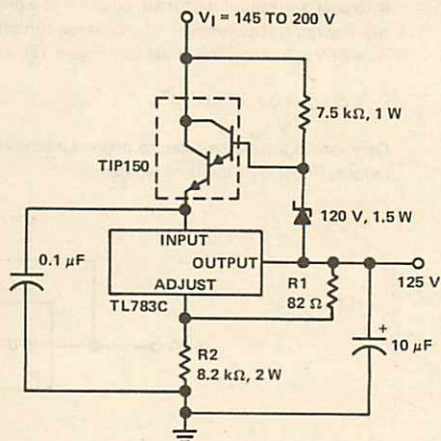 V_I = 145 TO 200 V
7.5 kΩ, 1 W
TIP150
120 V, 1.5 W
INPUT
0.1 μF
OUTPUT
ADJUST
R1
82 Ω
125 V
TL783C
R2
8.2 kΩ, 2 W
+
10 μF